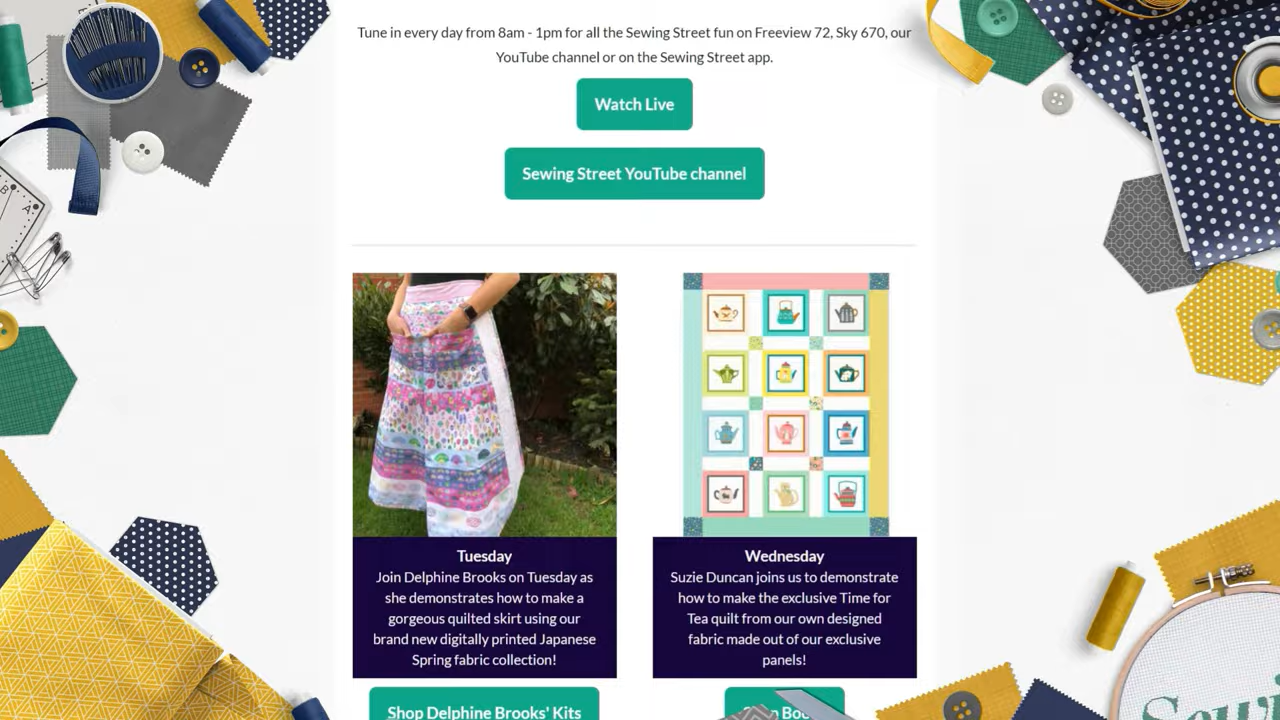 Tune in every day from 8am - 1pm for all the Sewing Street fun on Freeview 72, Sky 670, our
YouTube channel or on the Sewing Street app.
Watch Live
Sewing Street YouTube channel
Tuesday
Join Delphine Brooks on Tuesday as
she demonstrates how to make a
gorgeous quilted skirt using our
brand new digitally printed Japanese
Spring fabric collection!
Wednesday
Suzie Duncan joins us to demonstrate
how to make the exclusive Time for
Tea quilt from our own designed
fabric made out of our exclusive
panels!
Shop Delphine Brooks' Kits